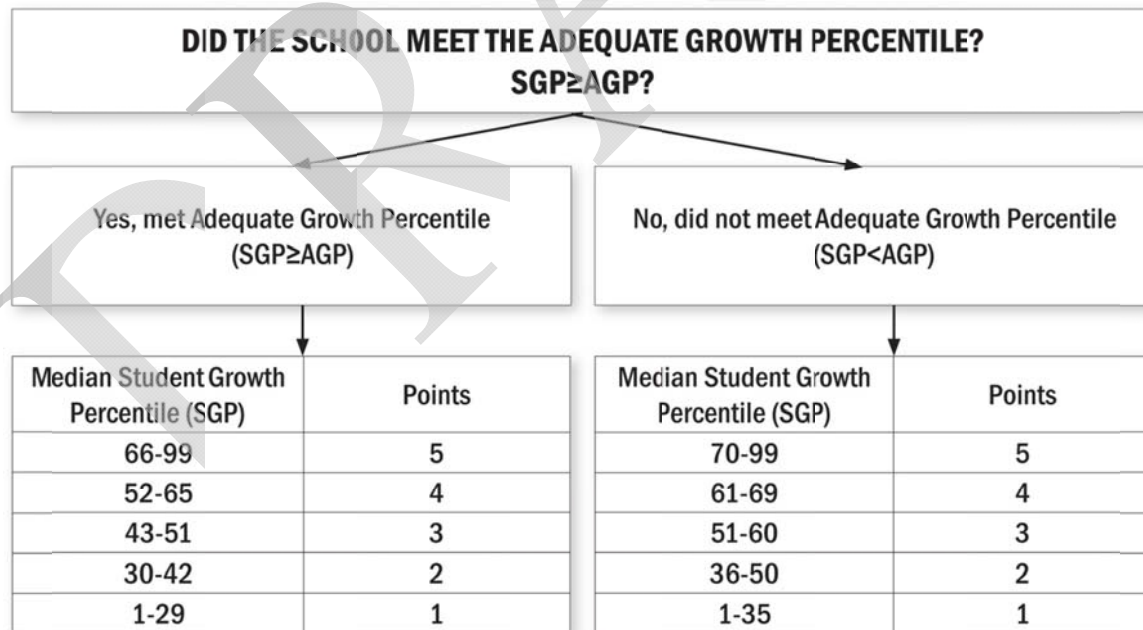 DID THE SCHOOL MEET THE ADEQUATE GROWTH PERCENTILE?
SGP≥AGP?
Yes, met Adequate Growth Percentile
(SGP≥AGP)
No, did not meet Adequate Growth Percentile
(SGP<AGP)
Median Student Growth
Percentile (SGP)
Points
66-99 5
52-65 4
43-51 3
30-42 2
1-29 1
Median Student Growth
Percentile (SGP)
Points
70-99 5
61-69 4
51-60 3
36-50 2
1-35 1